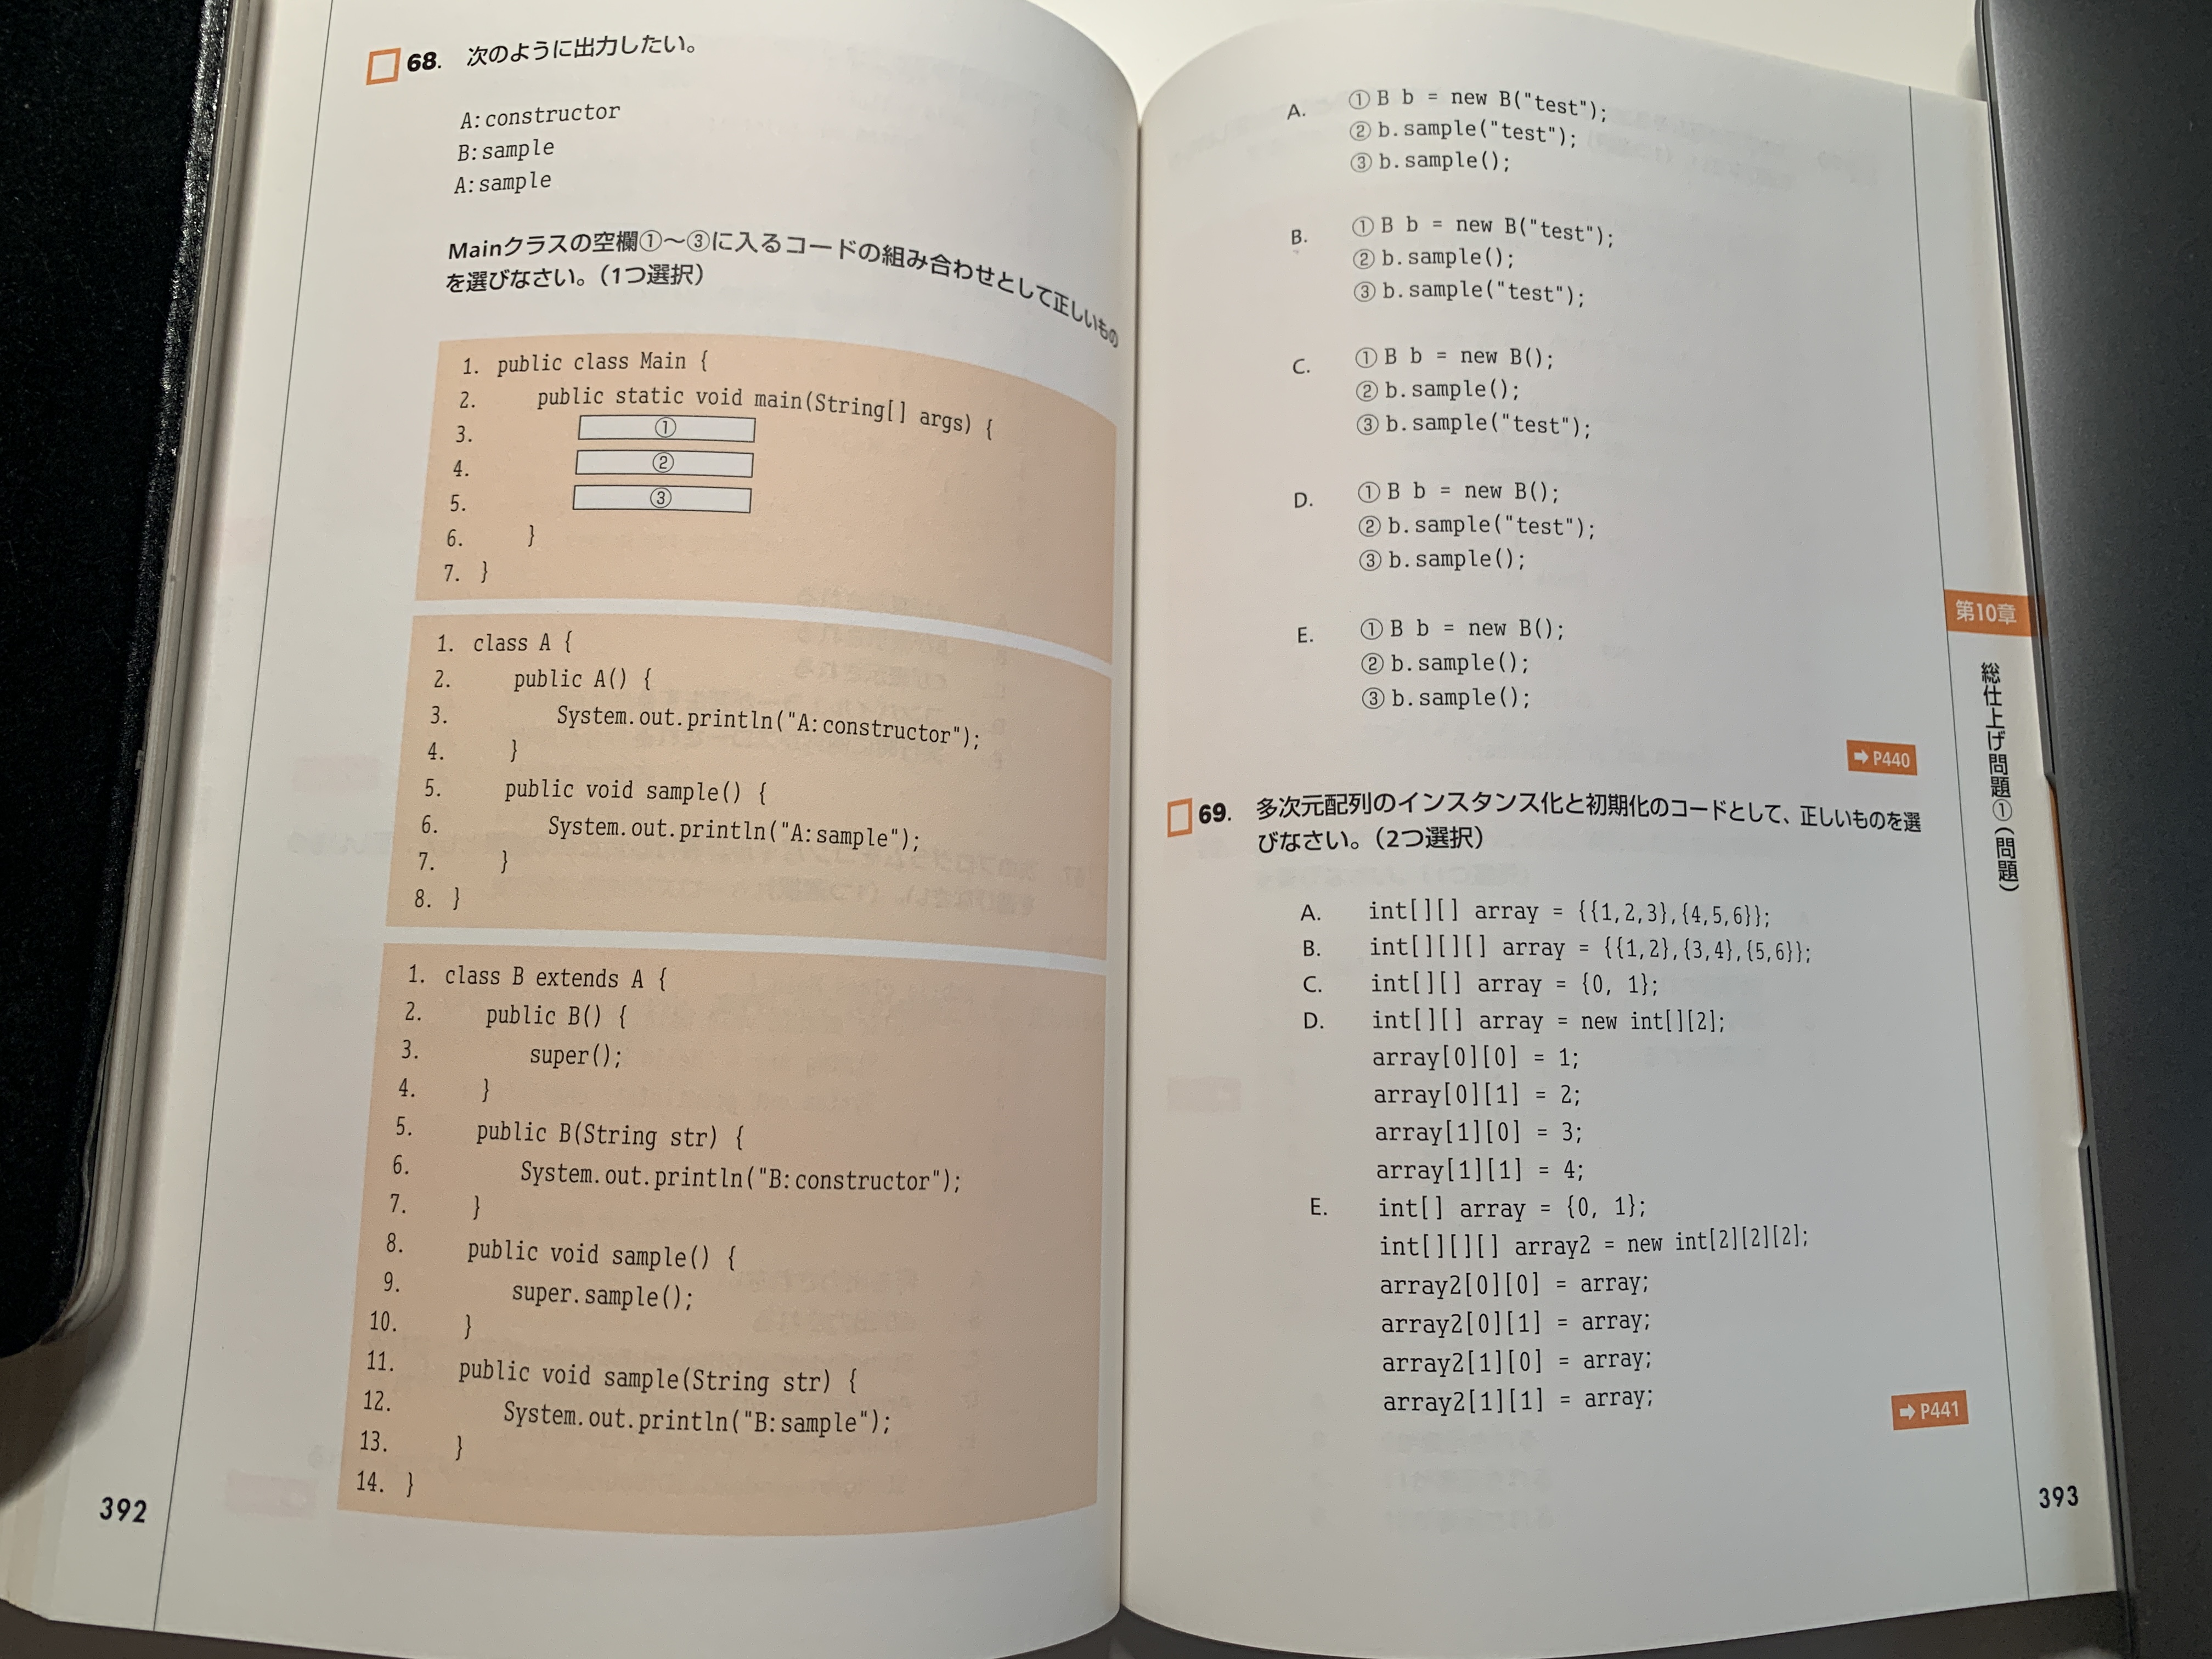 68. 次のように出力したい。
A:constructor
B:sample
A:sample
Mainクラスの空欄①〜③に入るコードの組み合わせとして正しいもの
を選びなさい。（1つ選択）
1. public class Main {
2. public static void main(String[] args) {
3. ①
4. ②
5. ③
6. }
7. }
1. class A {
2. public A() {
3. System.out.println("A:constructor");
4. }
5. public void sample() {
6. System.out.println("A:sample");
7. }
8. }
1. class B extends A {
2. public B() {
3. super();
4. }
5. public B(String str) {
6. System.out.println("B:constructor");
7. }
8. public void sample() {
9. super.sample();
10. }
11. public void sample(String str) {
12. System.out.println("B:sample");
13. }
14. }
392
A. ① B b = new B("test");
② b.sample("test");
③ b.sample();
B. ① B b = new B("test");
② b.sample();
③ b.sample("test");
C. ① B b = new B();
② b.sample();
③ b.sample("test");
D. ① B b = new B();
② b.sample("test");
③ b.sample();
E. ① B b = new B();
② b.sample();
③ b.sample();
➡ P440
69. 多次元配列のインスタンス化と初期化のコードとして、正しいものを選
びなさい。（2つ選択）
A. int[][] array = {{1,2,3},{4,5,6}};
B. int[][][] array = {{1,2},{3,4},{5,6}};
C. int[][] array = {0, 1};
D. int[][] array = new int[][2];
array[0][0] = 1;
array[0][1] = 2;
array[1][0] = 3;
array[1][1] = 4;
E. int[] array = {0, 1};
int[][][] array2 = new int[2][2][2];
array2[0][0] = array;
array2[0][1] = array;
array2[1][0] = array;
array2[1][1] = array;
➡ P441
第10章
総仕上げ問題①（問題）
393